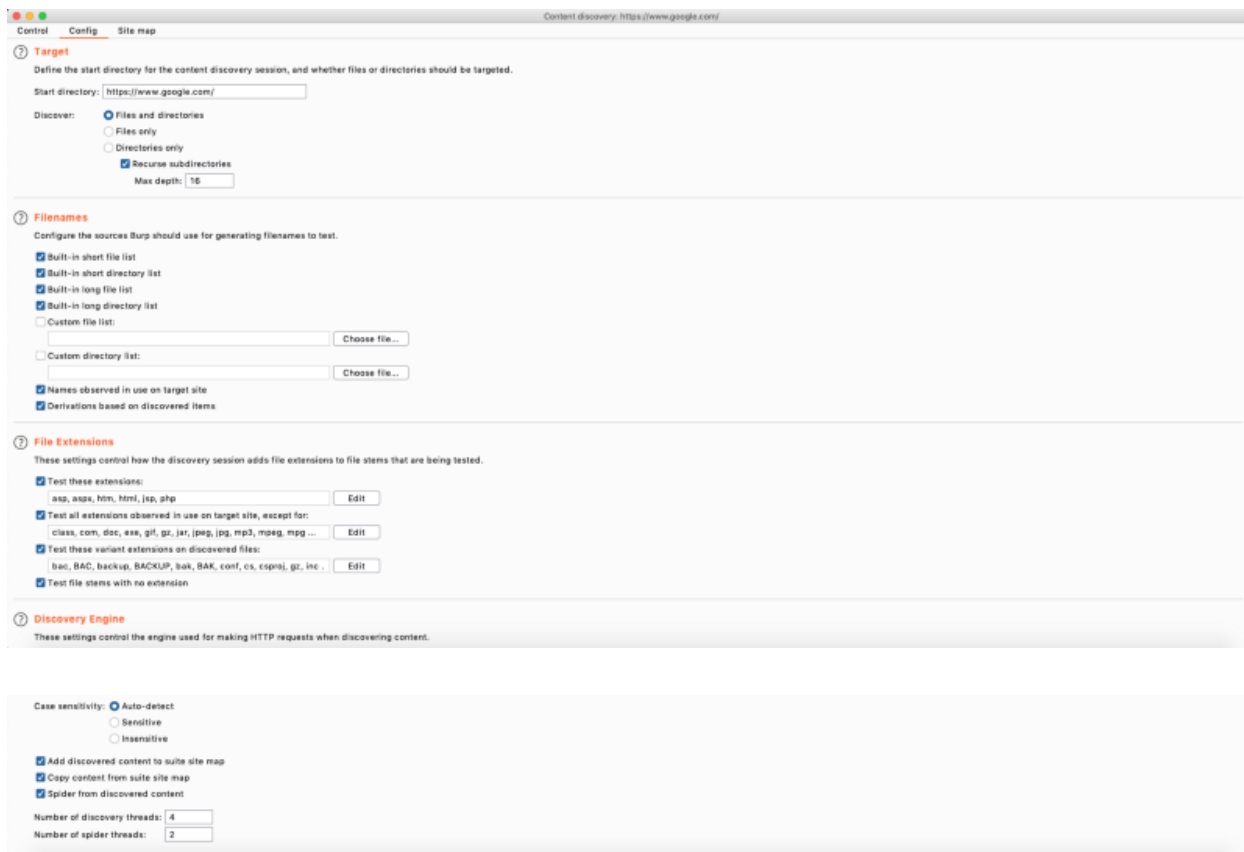 Content discovery: https://www.google.com/
Control Config Site map
? Target
Define the start directory for the content discovery session, and whether files or directories should be targeted.
Start directory: https://www.google.com/
Discover: Files and directories
Files only
Directories only
Recurse subdirectories
Max depth: 16
? Filenames
Configure the sources Burp should use for generating filenames to test.
Built-in short file list
Built-in short directory list
Built-in long file list
Built-in long directory list
Custom file list:
Choose file...
Custom directory list:
Choose file...
Names observed in use on target site
Derivations based on discovered items
? File Extensions
These settings control how the discovery session adds file extensions to file stems that are being tested.
Test these extensions:
asp, aspx, htm, html, jsp, php Edit
Test all extensions observed in use on target site, except for:
class, com, doc, exe, gif, gz, jar, jpeg, jpg, mp3, mpeg, mpg ... Edit
Test these variant extensions on discovered files:
bac, BAC, backup, BACKUP, bak, BAK, conf, cs, csproj, gz, inc . Edit
Test file stems with no extension
? Discovery Engine
These settings control the engine used for making HTTP requests when discovering content.
Case sensitivity: Auto-detect
Sensitive
Insensitive
Add discovered content to suite site map
Copy content from suite site map
Spider from discovered content
Number of discovery threads: 4
Number of spider threads: 2